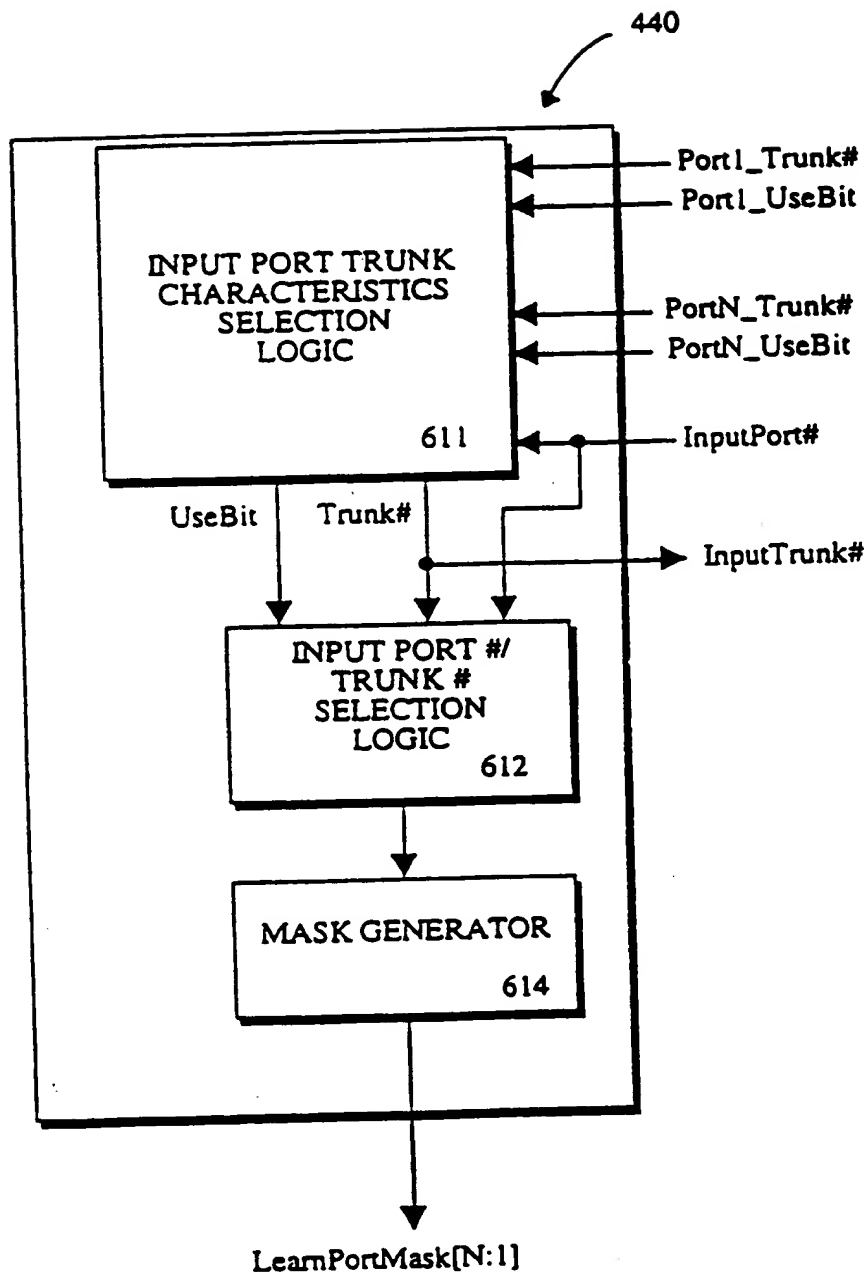 440
Port1_Trunk#
Port1_UseBit
INPUT PORT TRUNK
CHARACTERISTICS
SELECTION
LOGIC
PortN_Trunk#
PortN_UseBit
611
InputPort#
UseBit
Trunk#
InputTrunk#
INPUT PORT #/
TRUNK #
SELECTION
LOGIC
612
MASK GENERATOR
614
LearnPortMask[N:1]